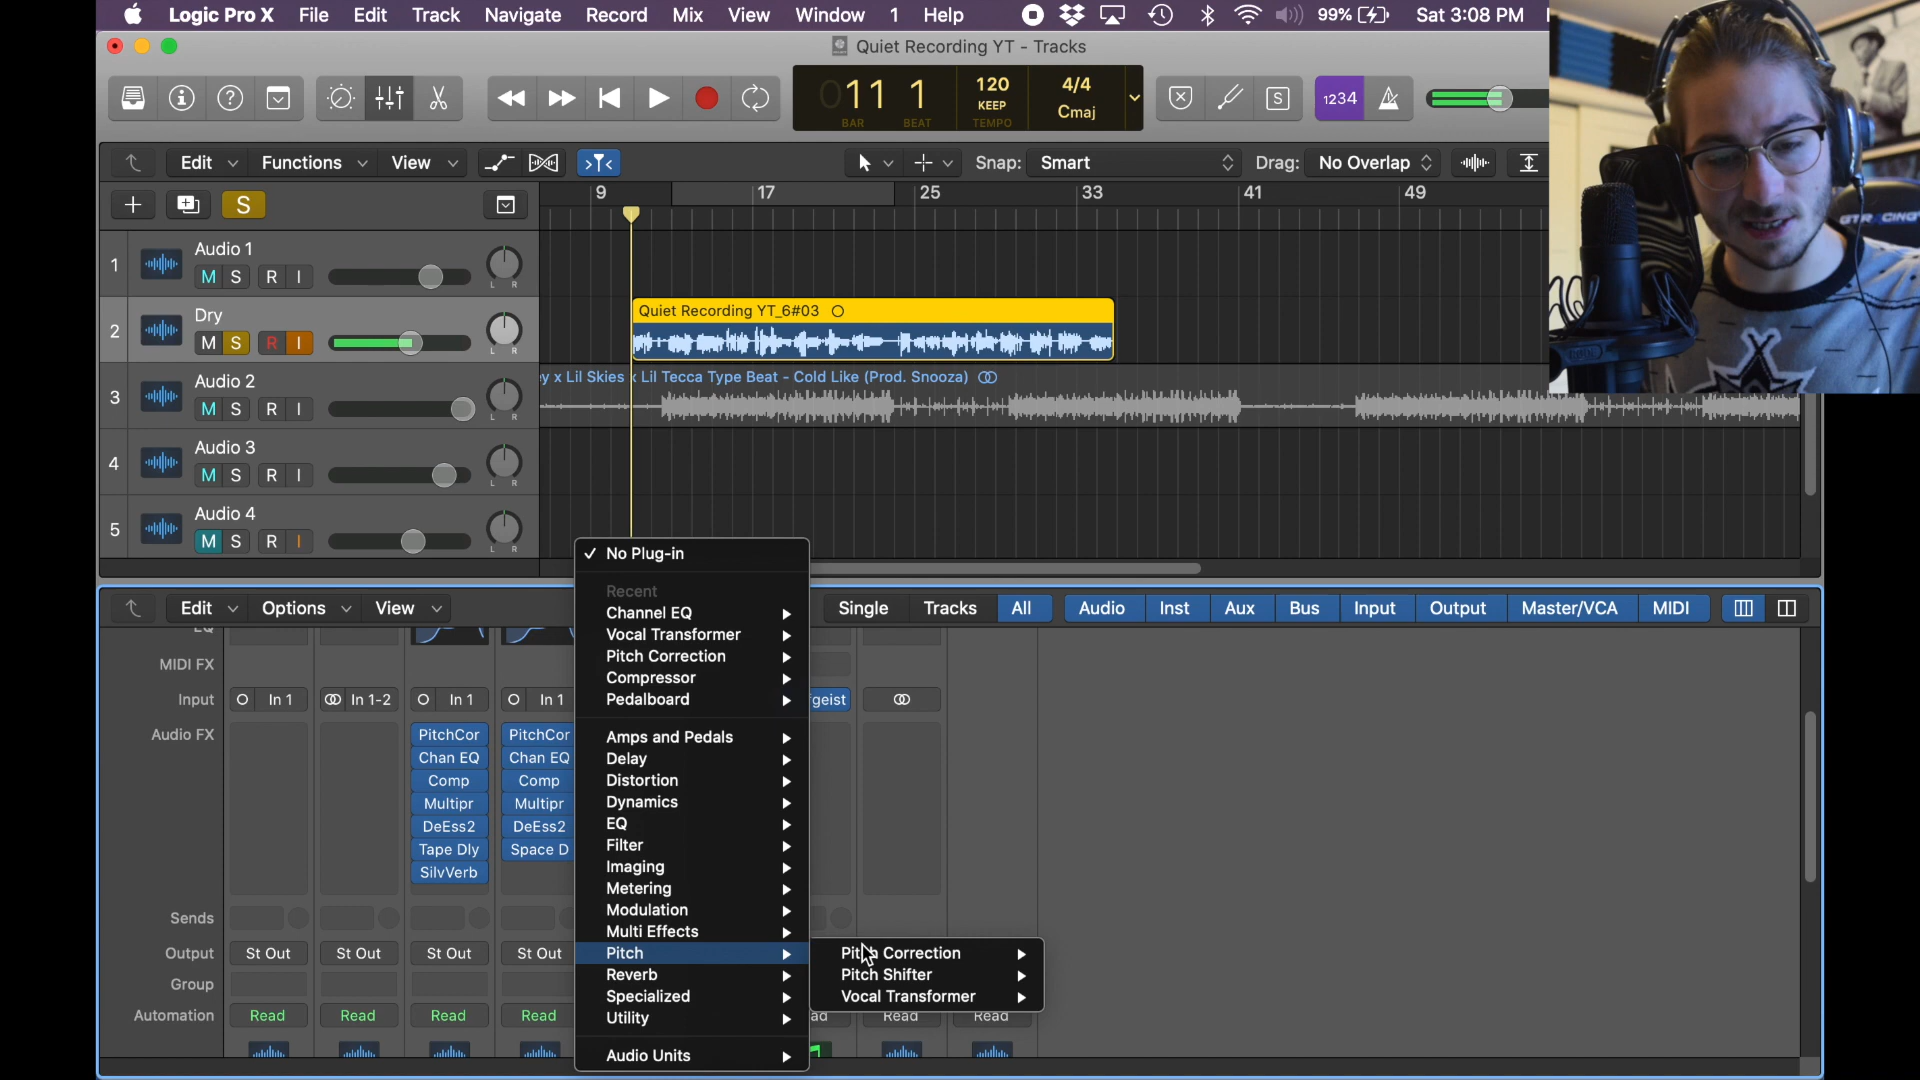 Logic Pro X File Edit Track Navigate Record Mix View Window 1 Help 99% Sat 3:08 PM
Quiet Recording YT - Tracks
11 1 120 KEEP 4/4 Cmaj
BAR BEAT TEMPO
S 1234
Edit Functions View Snap: Smart Drag: No Overlap
S
9 17 25 33 41 49
1 Audio 1
M S R I L R
2 Dry
M S R I L R
Quiet Recording YT_6#03
3 Audio 2
M S R I L R
y x Lil Skies x Lil Tecca Type Beat - Cold Like (Prod. Snooza)
4 Audio 3
M S R I L R
5 Audio 4
M S R I L R
Edit Options View Single Tracks All Audio Inst Aux Bus Input Output Master/VCA MIDI
EQ
MIDI FX
Input In 1 In 1-2 In 1 In 1 fgeist
Audio FX PitchCor PitchCor
Chan EQ Chan EQ
Comp Comp
Multipr Multipr
DeEss2 DeEss2
Tape Dly Space D
SilvVerb
Sends
Output St Out St Out St Out St Out
Group
Automation Read Read Read Read ad Read Read
✓ No Plug-in
Recent
Channel EQ
Vocal Transformer
Pitch Correction
Compressor
Pedalboard
Amps and Pedals
Delay
Distortion
Dynamics
EQ
Filter
Imaging
Metering
Modulation
Multi Effects
Pitch
Reverb
Specialized
Utility
Audio Units
Pitch Correction
Pitch Shifter
Vocal Transformer